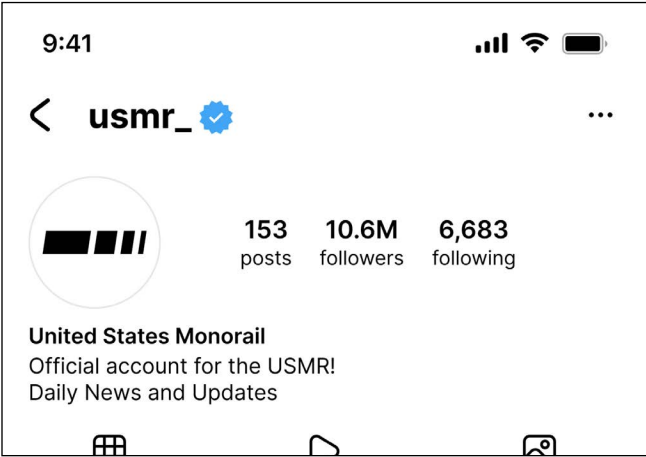 9:41
usmr_
153 10.6M 6,683
posts followers following
United States Monorail
Official account for the USMR!
Daily News and Updates